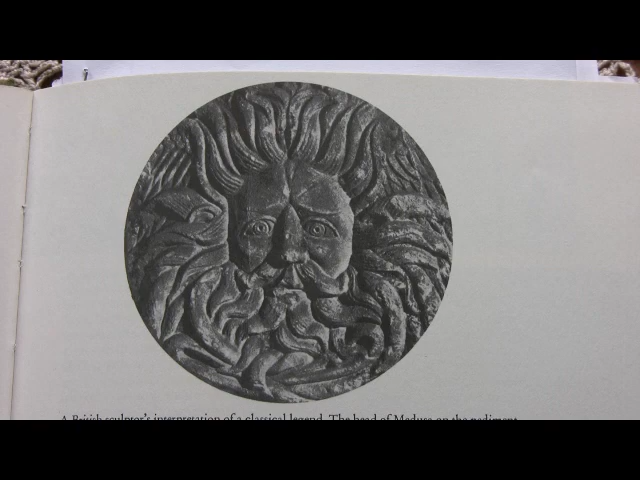 A British sculptor's interpretation of a classical legend. The head of Medusa on the pediment